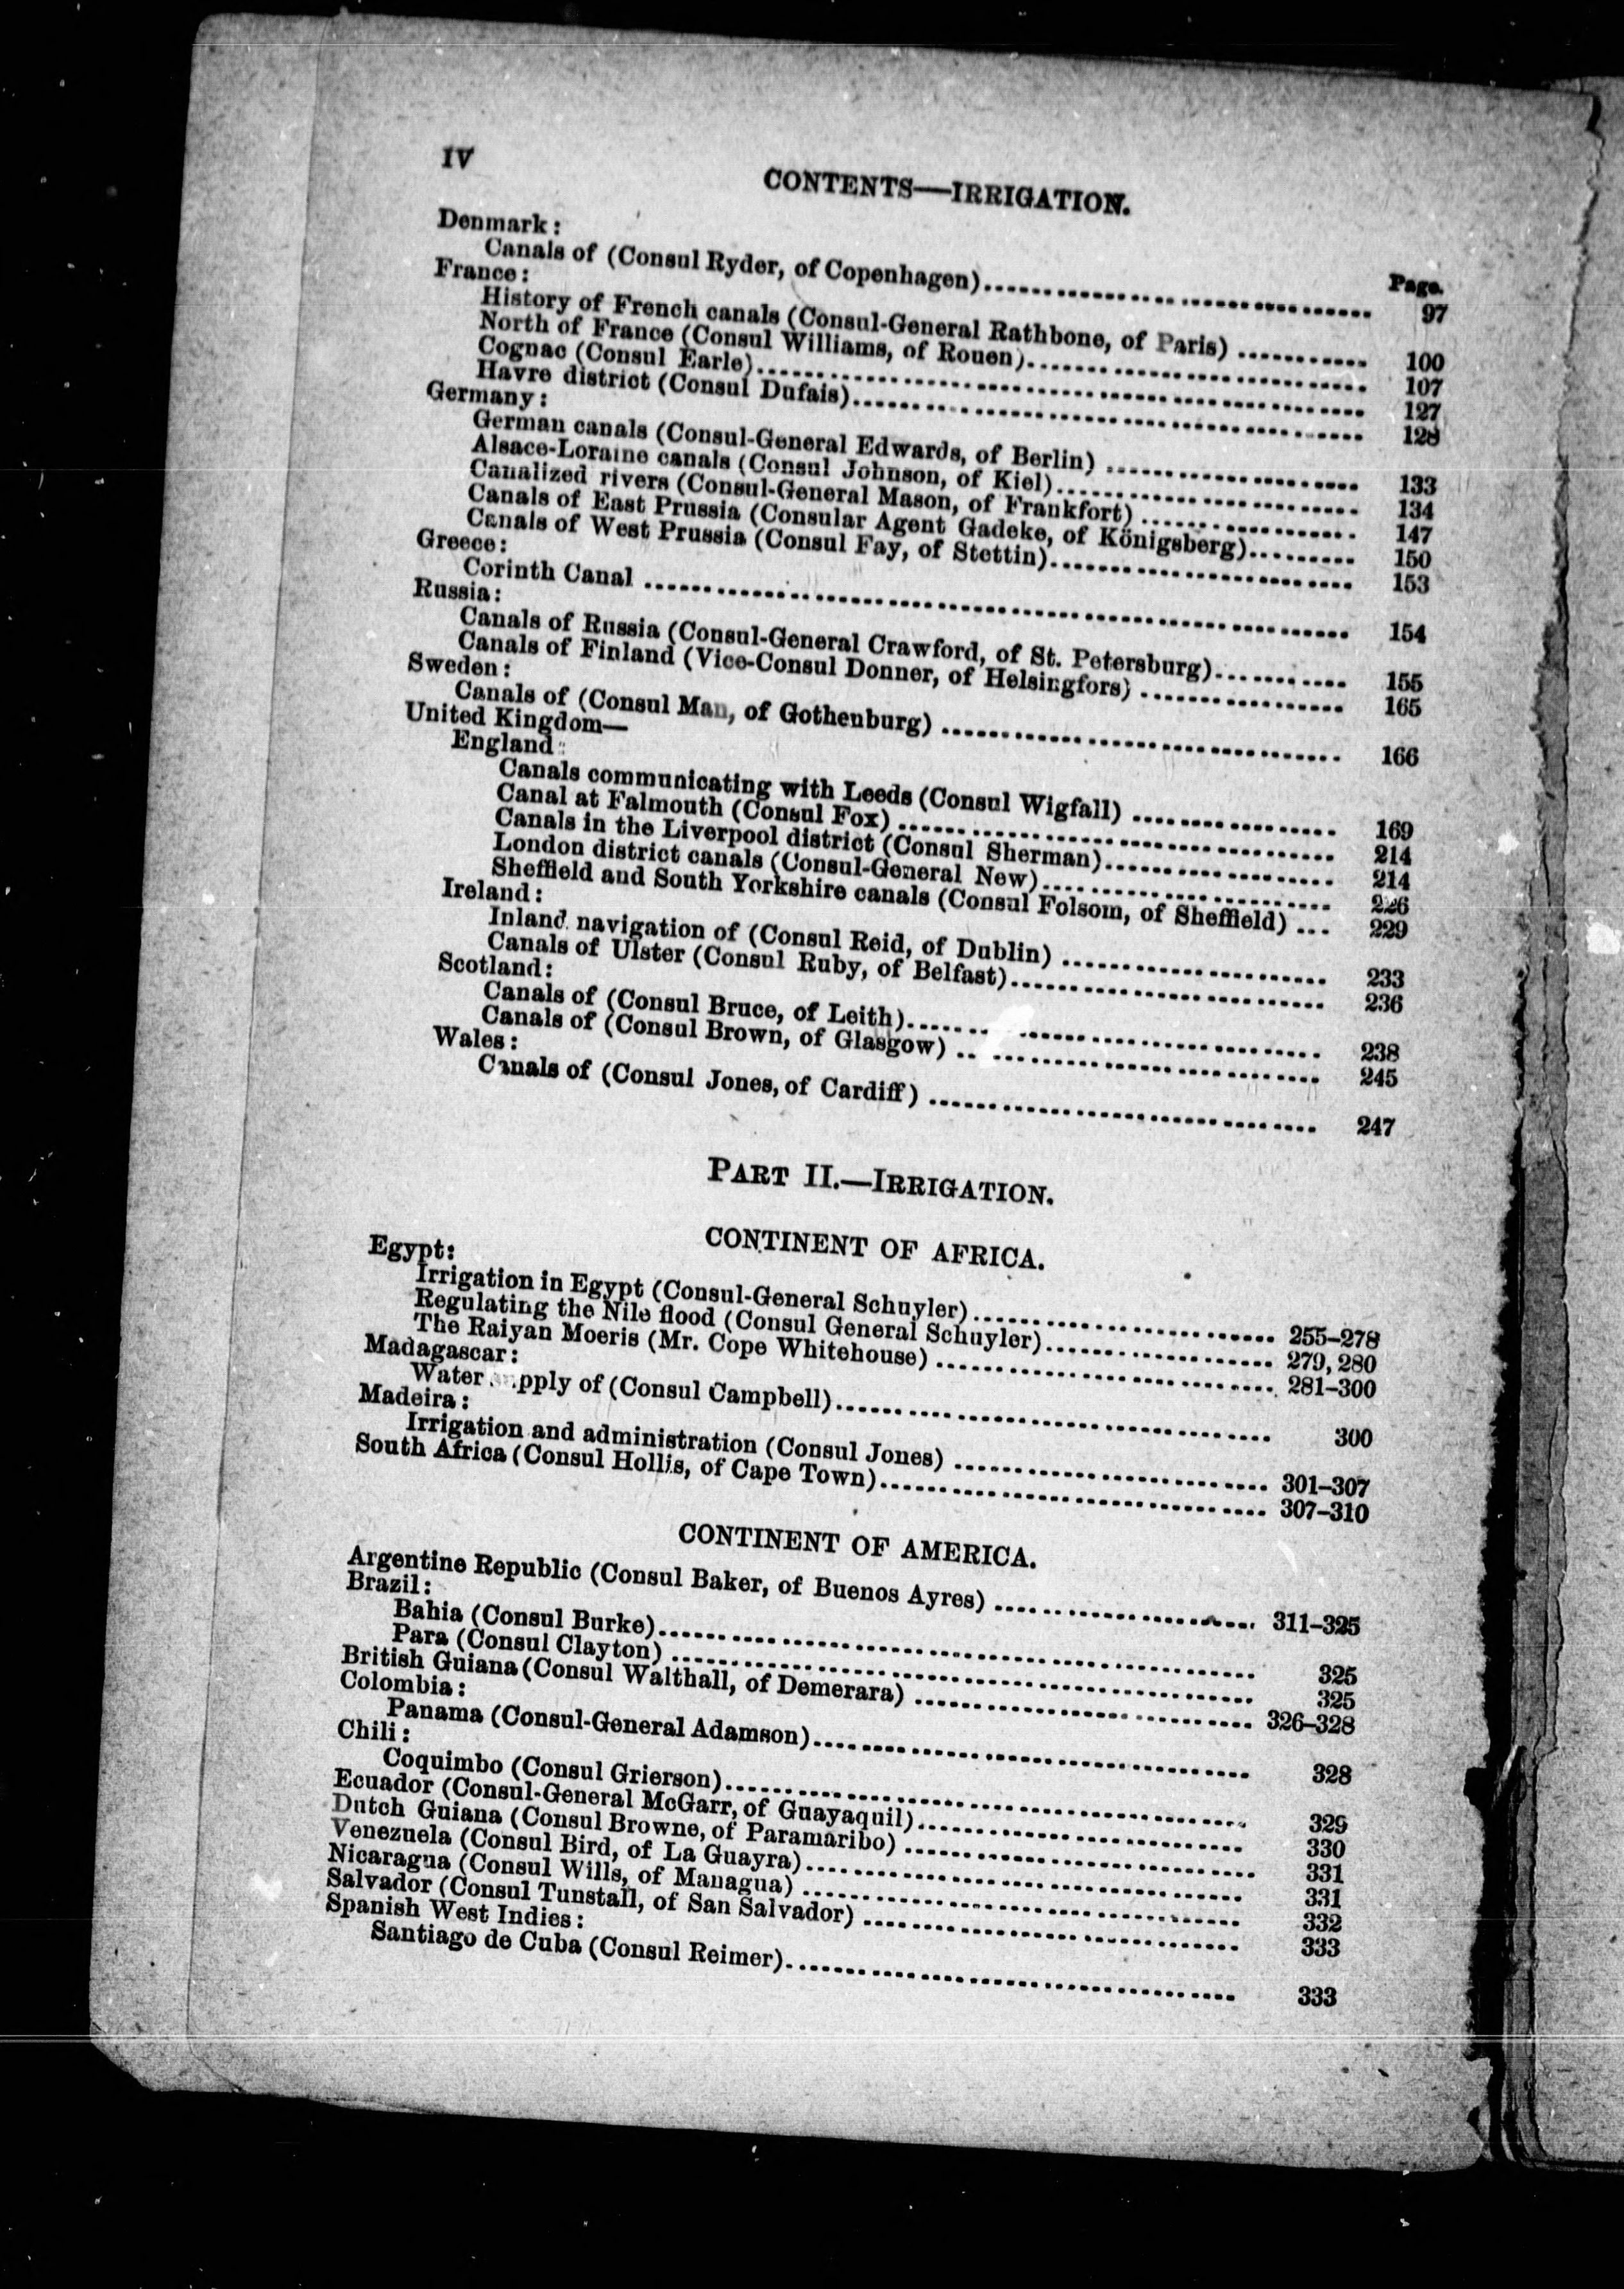 IV
CONTENTS—IRRIGATION.
Page.
Denmark:
Canals of (Consul Ryder, of Copenhagen) 97
France:
History of French canals (Consul-General Rathbone, of Paris) 100
North of France (Consul Williams, of Rouen) 107
Cognac (Consul Earle) 127
Havre district (Consul Dufais) 128
Germany:
German canals (Consul-General Edwards, of Berlin) 133
Alsace-Loraine canals (Consul Johnson, of Kiel) 134
Canalized rivers (Consul-General Mason, of Frankfort) 147
Canals of East Prussia (Consular Agent Gadeke, of Königsberg) 150
Canals of West Prussia (Consul Fay, of Stettin) 153
Greece:
Corinth Canal 154
Russia:
Canals of Russia (Consul-General Crawford, of St. Petersburg) 155
Canals of Finland (Vice-Consul Donner, of Helsingfors) 165
Sweden:
Canals of (Consul Man, of Gothenburg) 166
United Kingdom—
England:
Canals communicating with Leeds (Consul Wigfall) 169
Canal at Falmouth (Consul Fox) 214
Canals in the Liverpool district (Consul Sherman) 214
London district canals (Consul-General New) 226
Sheffield and South Yorkshire canals (Consul Folsom, of Sheffield) 229
Ireland:
Inland navigation of (Consul Reid, of Dublin) 233
Canals of Ulster (Consul Ruby, of Belfast) 236
Scotland:
Canals of (Consul Bruce, of Leith) 238
Canals of (Consul Brown, of Glasgow) 245
Wales:
Canals of (Consul Jones, of Cardiff) 247
PART II.—IRRIGATION.
CONTINENT OF AFRICA.
Egypt:
Irrigation in Egypt (Consul-General Schuyler) 255–278
Regulating the Nile flood (Consul General Schuyler) 279, 280
The Raiyan Moeris (Mr. Cope Whitehouse) 281–300
Madagascar:
Water supply of (Consul Campbell) 300
Madeira:
Irrigation and administration (Consul Jones) 301–307
South Africa (Consul Hollis, of Cape Town) 307–310
CONTINENT OF AMERICA.
Argentine Republic (Consul Baker, of Buenos Ayres) 311–325
Brazil:
Bahia (Consul Burke) 325
Para (Consul Clayton) 325
British Guiana (Consul Walthall, of Demerara) 326–328
Colombia:
Panama (Consul-General Adamson) 328
Chili:
Coquimbo (Consul Grierson) 329
Ecuador (Consul-General McGarr, of Guayaquil) 330
Dutch Guiana (Consul Browne, of Paramaribo) 331
Venezuela (Consul Bird, of La Guayra) 331
Nicaragua (Consul Wills, of Managua) 332
Salvador (Consul Tunstall, of San Salvador) 333
Spanish West Indies:
Santiago de Cuba (Consul Reimer) 333